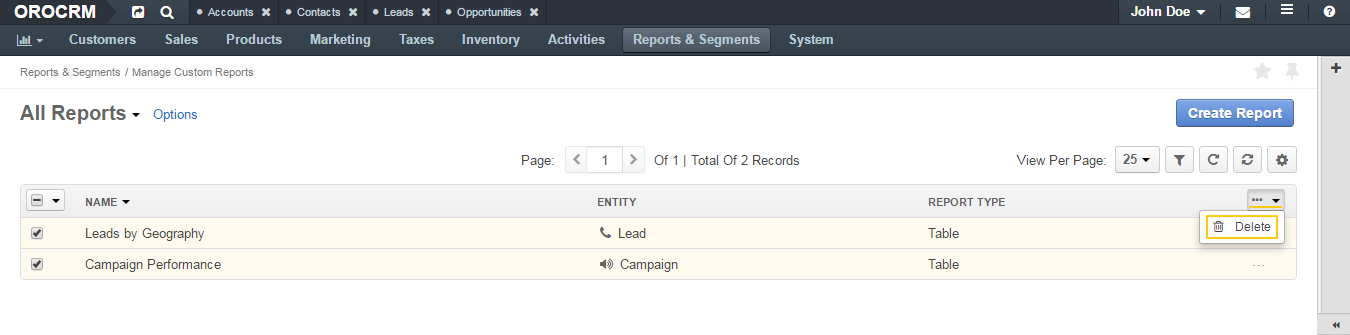 OROCRM Accounts Contacts Leads Opportunities John Doe
Customers Sales Products Marketing Taxes Inventory Activities Reports & Segments System
Reports & Segments / Manage Custom Reports
All Reports Options Create Report
Page: 1 Of 1 | Total Of 2 Records View Per Page: 25
NAME ENTITY REPORT TYPE
Leads by Geography Lead Table Delete
Campaign Performance Campaign Table